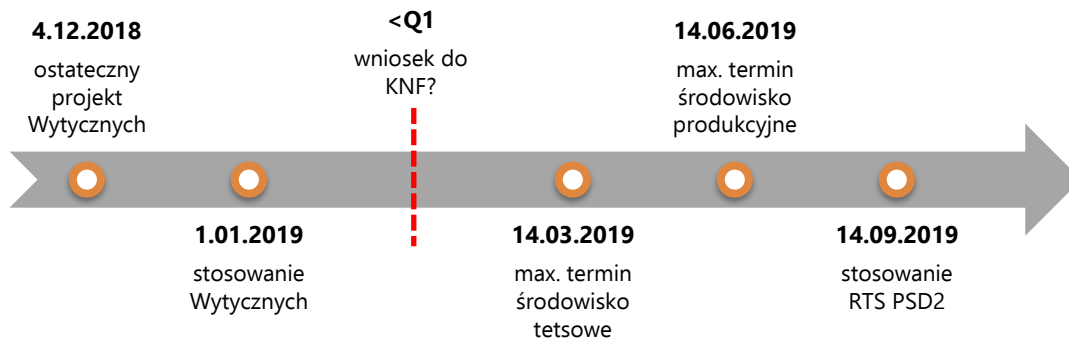 4.12.2018
ostateczny
projekt
Wytycznych
1.01.2019
stosowanie
Wytycznych
<Q1
wniosek do
KNF?
14.03.2019
max. termin
środowisko
tetsowe
14.06.2019
max. termin
środowisko
produkcyjne
14.09.2019
stosowanie
RTS PSD2